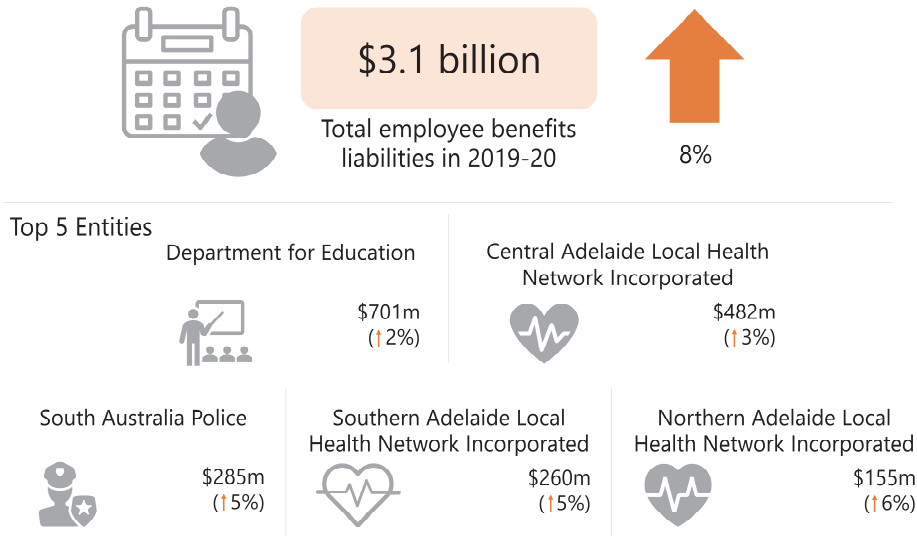 $3.1 billion
Total employee benefits
liabilities in 2019-20
8%
Top 5 Entities
Department for Education
$701m
(↑2%)
Central Adelaide Local Health
Network Incorporated
$482m
(↑3%)
South Australia Police
$285m
(↑5%)
Southern Adelaide Local
Health Network Incorporated
$260m
(↑5%)
Northern Adelaide Local
Health Network Incorporated
$155m
(↑6%)